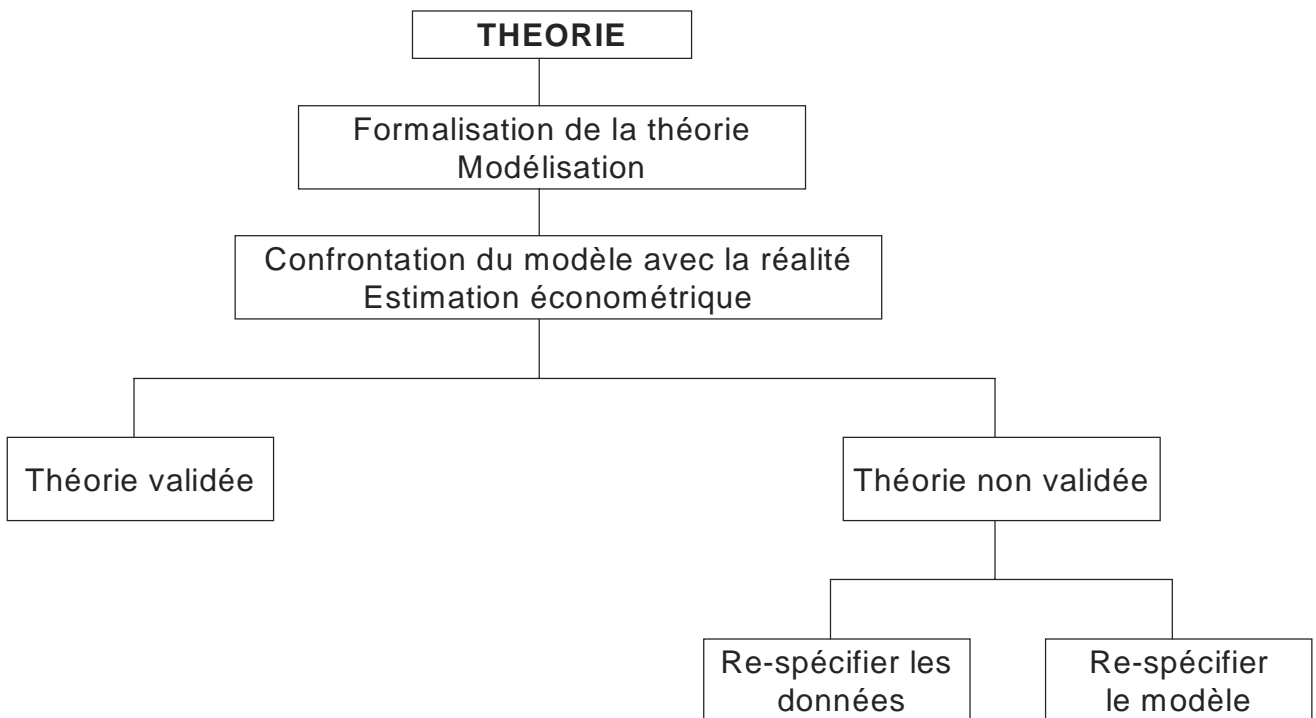 THEORIE
Formalisation de la théorie
Modélisation
Confrontation du modèle avec la réalité
Estimation économétrique
Théorie validée
Théorie non validée
Re-spécifier les
données
Re-spécifier
le modèle